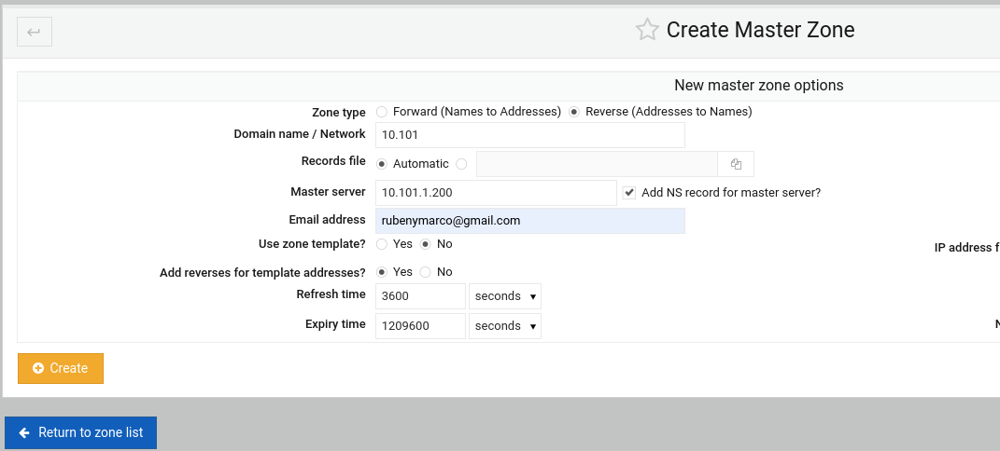 Create Master Zone
New master zone options
Zone type Forward (Names to Addresses) Reverse (Addresses to Names)
Domain name / Network 10.101
Records file Automatic
Master server 10.101.1.200 Add NS record for master server?
Email address rubenymarco@gmail.com
Use zone template? Yes No
IP address f
Add reverses for template addresses? Yes No
Refresh time 3600 seconds
Expiry time 1209600 seconds
N
Create
Return to zone list